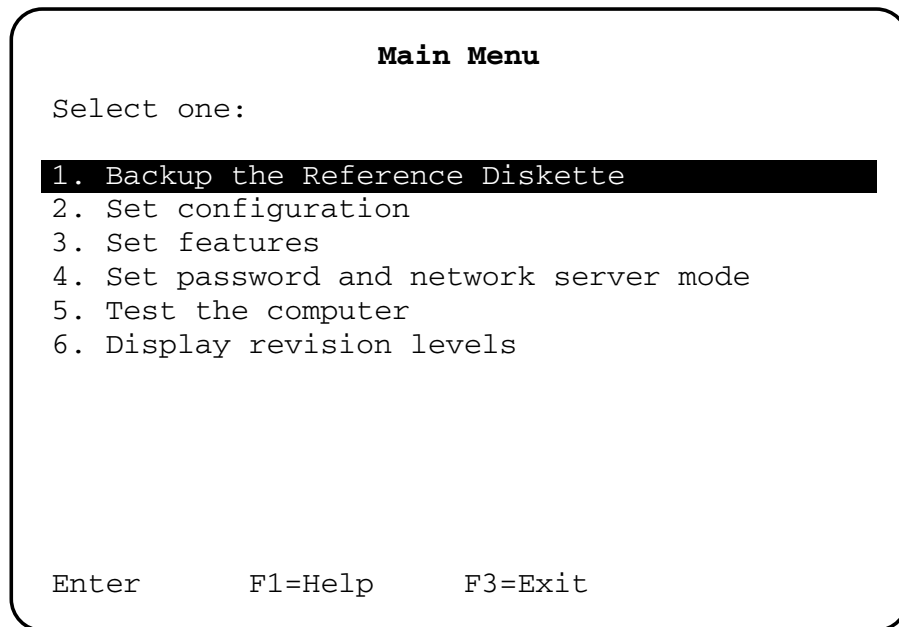 Main Menu
Select one:
1. Backup the Reference Diskette
2. Set configuration
3. Set features
4. Set password and network server mode
5. Test the computer
6. Display revision levels
Enter F1=Help F3=Exit